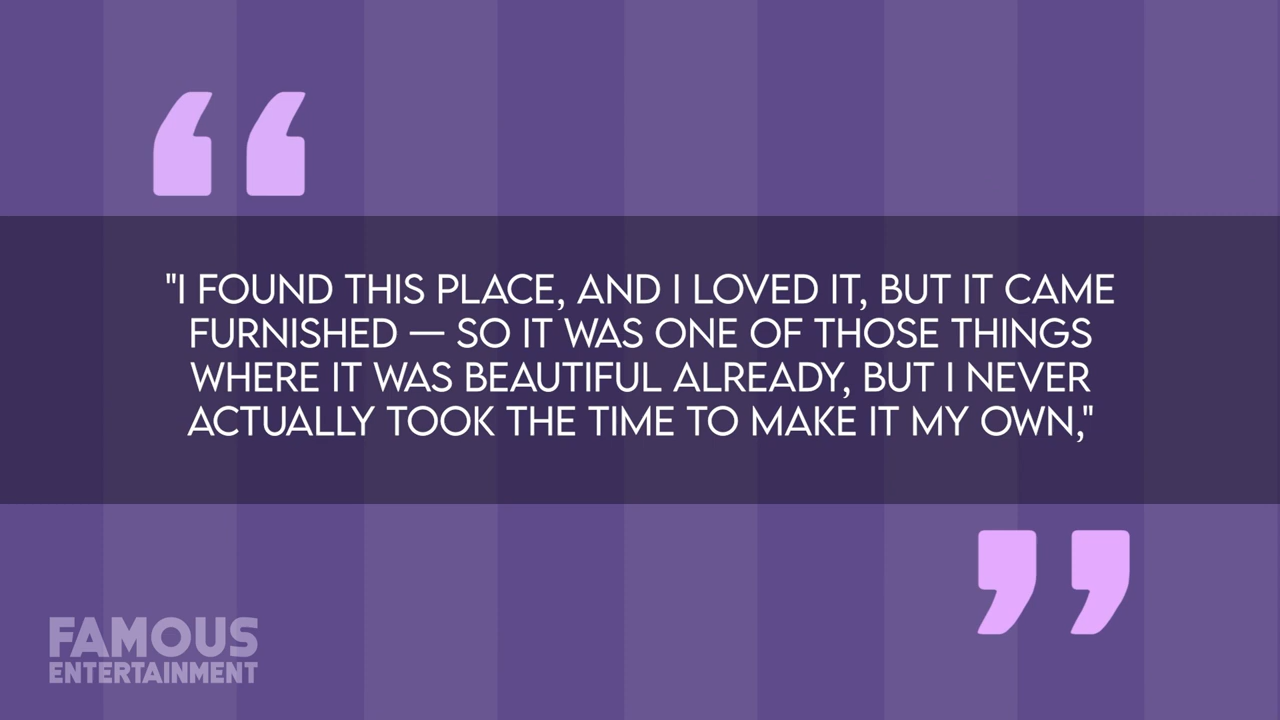 "I FOUND THIS PLACE, AND I LOVED IT, BUT IT CAME
FURNISHED — SO IT WAS ONE OF THOSE THINGS
WHERE IT WAS BEAUTIFUL ALREADY, BUT I NEVER
ACTUALLY TOOK THE TIME TO MAKE IT MY OWN,"
FAMOUS
ENTERTAINMENT